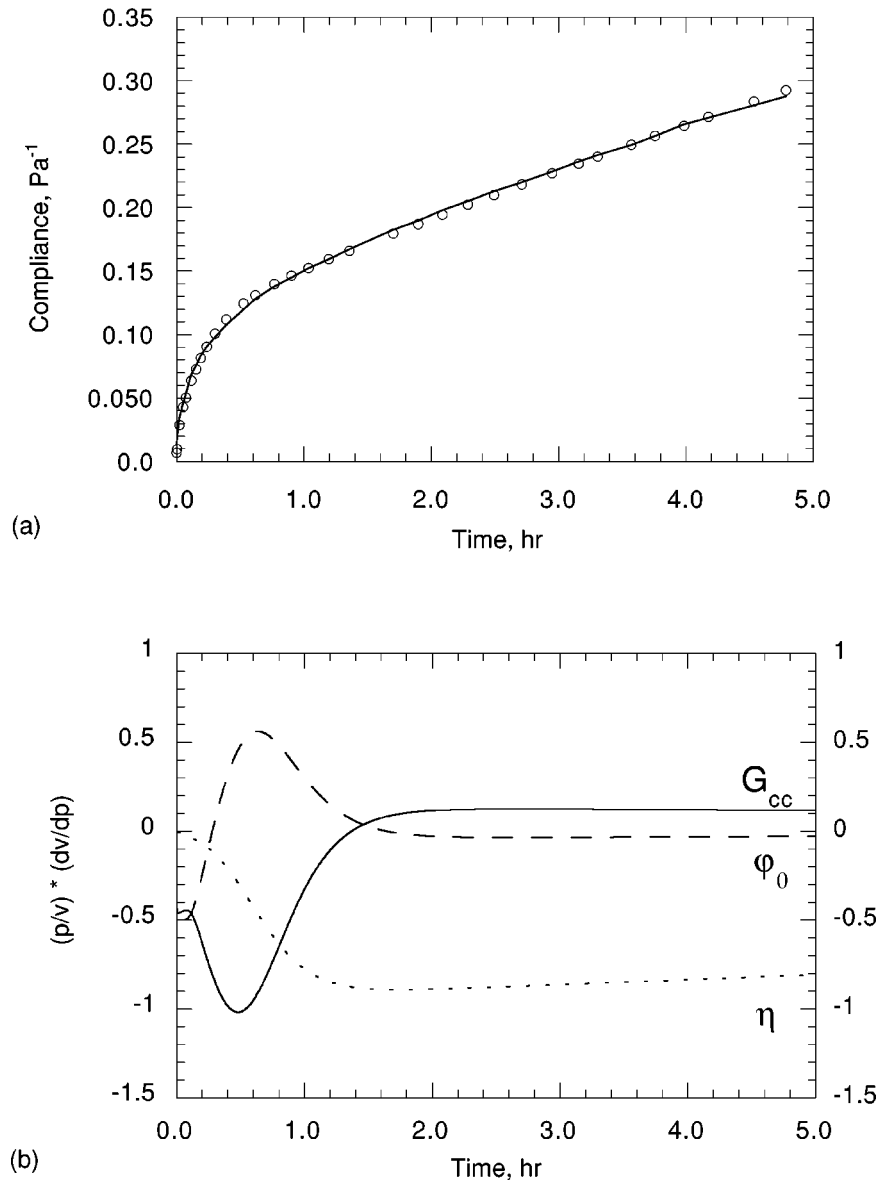 0.35
0.30
0.25
0.20
0.15
0.10
0.050
0.0
Compliance, Pa-1
0.0 1.0 2.0 3.0 4.0 5.0
Time, hr
(a)
1 1
0.5 0.5
0 0
-0.5 -0.5
-1 -1
-1.5 -1.5
(p/v) * (dv/dp)
Gcc
φ0
η
0.0 1.0 2.0 3.0 4.0 5.0
Time, hr
(b)